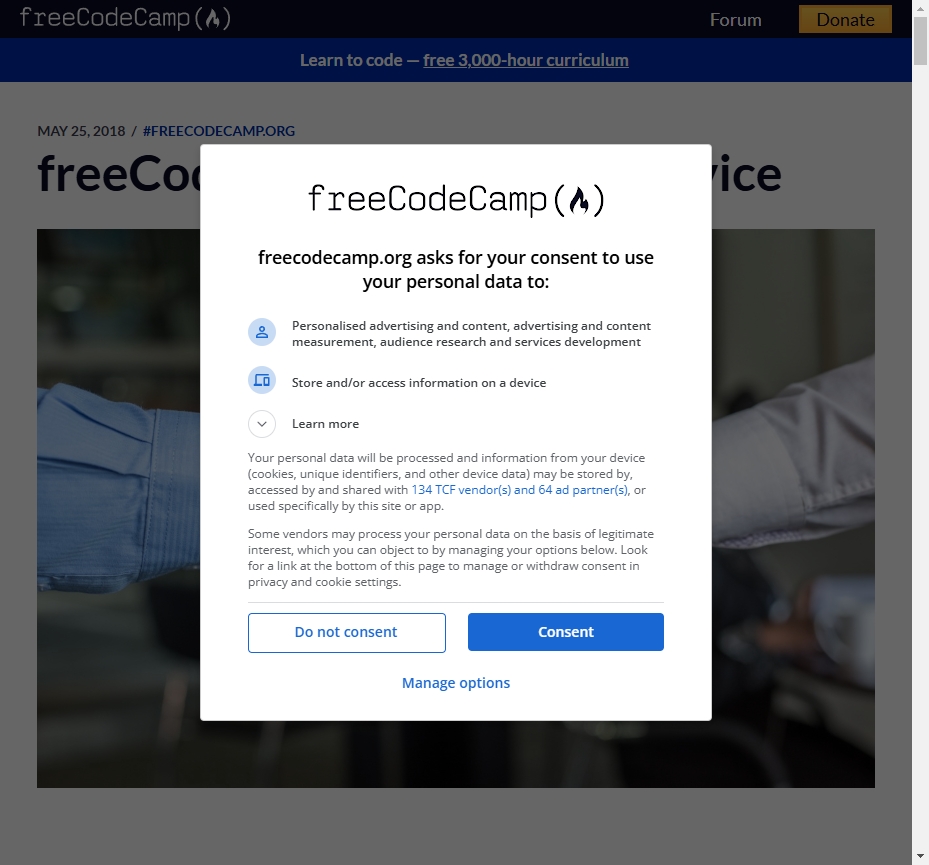 freeCodeCamp(🔥)
Forum
Donate
Learn to code — free 3,000-hour curriculum
MAY 25, 2018 / #FREECODECAMP.ORG
freeCodeCamp(🔥)
freecodecamp.org asks for your consent to use
your personal data to:
Personalised advertising and content, advertising and content
measurement, audience research and services development
Store and/or access information on a device
Learn more
Your personal data will be processed and information from your device
(cookies, unique identifiers, and other device data) may be stored by,
accessed by and shared with 134 TCF vendor(s) and 64 ad partner(s), or
used specifically by this site or app.
Some vendors may process your personal data on the basis of legitimate
interest, which you can object to by managing your options below. Look
for a link at the bottom of this page to manage or withdraw consent in
privacy and cookie settings.
Do not consent
Consent
Manage options